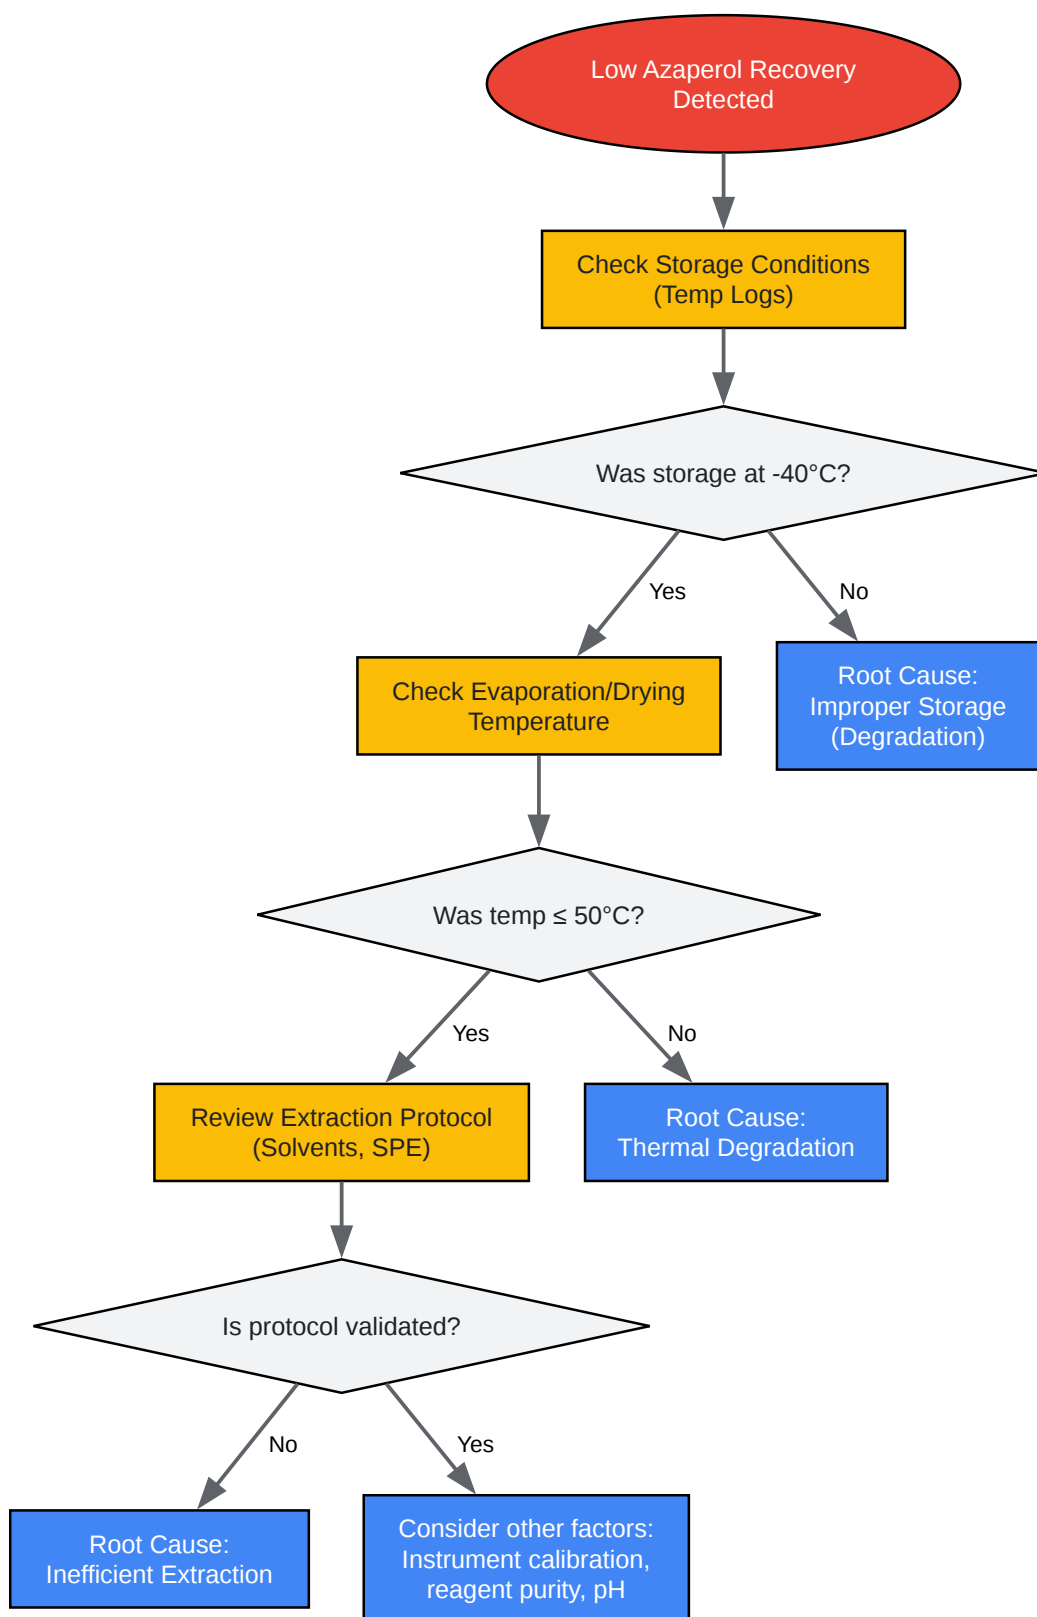 Low Azaperol Recovery
Detected
Check Storage Conditions
(Temp Logs)
Was storage at -40°C?
Yes
No
Check Evaporation/Drying
Temperature
Root Cause:
Improper Storage
(Degradation)
Was temp ≤ 50°C?
Yes
No
Review Extraction Protocol
(Solvents, SPE)
Root Cause:
Thermal Degradation
Is protocol validated?
No
Yes
Root Cause:
Inefficient Extraction
Consider other factors:
Instrument calibration,
reagent purity, pH